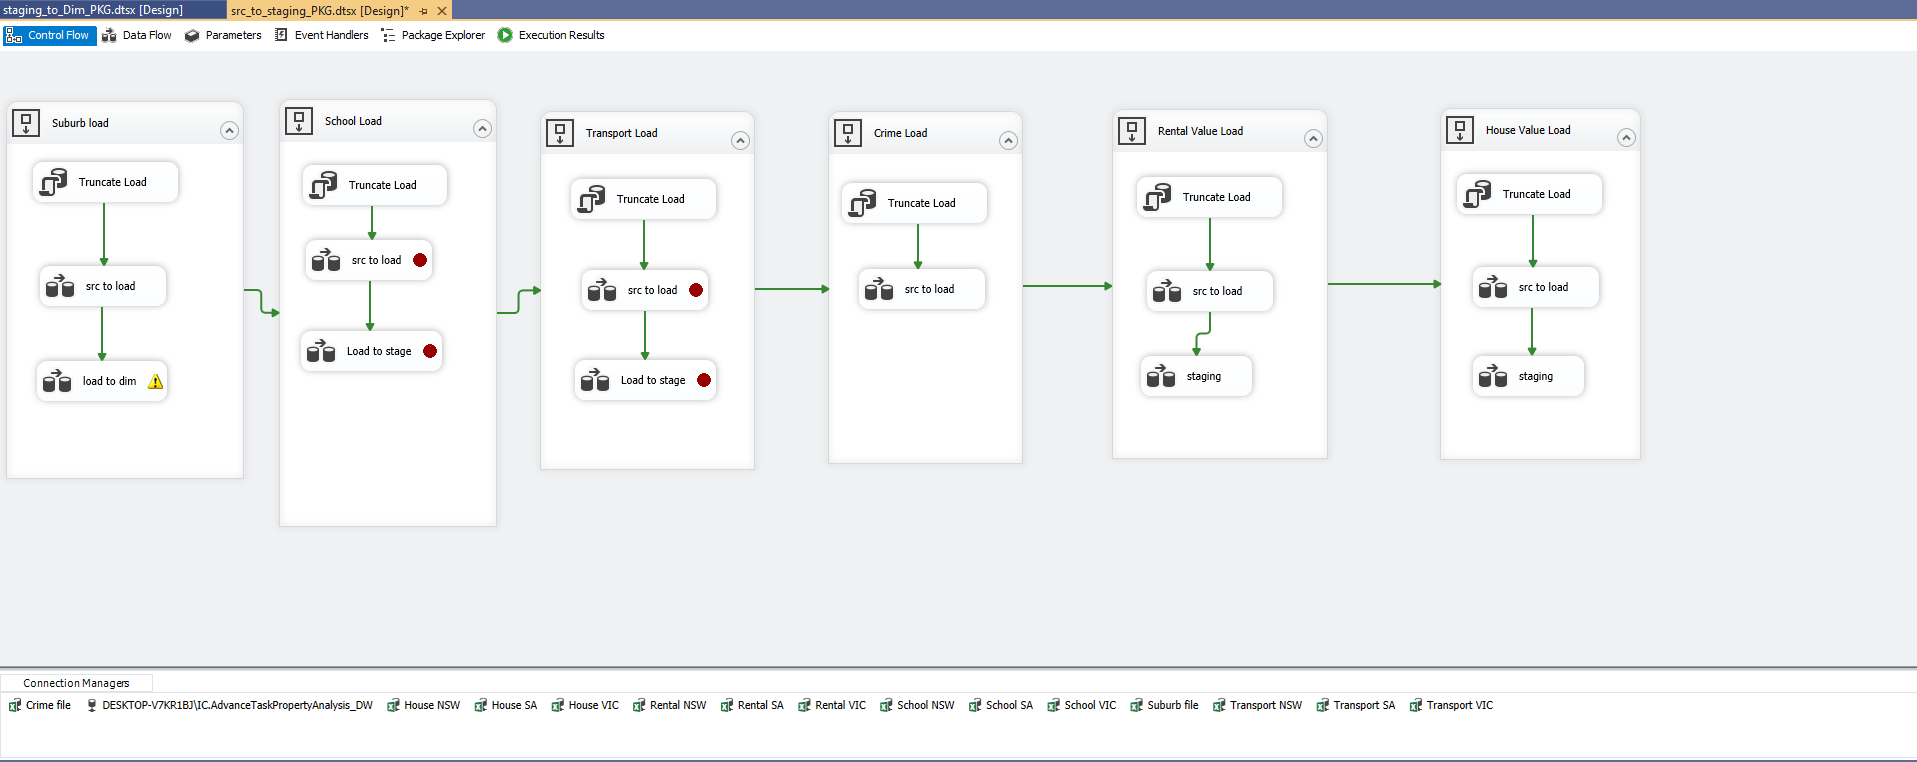 staging_to_Dim_PKG.dtsx [Design]
src_to_staging_PKG.dtsx [Design]*
Control Flow
Data Flow
Parameters
Event Handlers
Package Explorer
Execution Results
Suburb load
Truncate Load
src to load
load to dim
School Load
Truncate Load
src to load
Load to stage
Transport Load
Truncate Load
src to load
Load to stage
Crime Load
Truncate Load
src to load
Rental Value Load
Truncate Load
src to load
staging
House Value Load
Truncate Load
src to load
staging
Connection Managers
Crime file
DESKTOP-V7KR1BJ\IC.AdvanceTaskPropertyAnalysis_DW
House NSW
House SA
House VIC
Rental NSW
Rental SA
Rental VIC
School NSW
School SA
School VIC
Suburb file
Transport NSW
Transport SA
Transport VIC